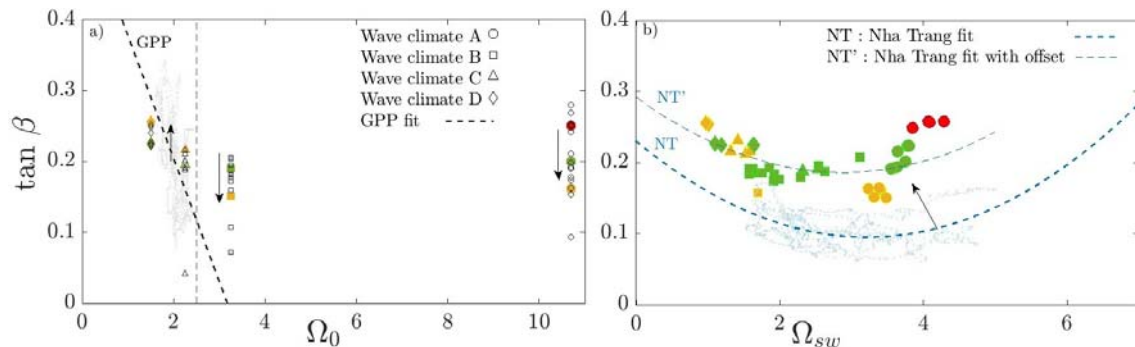 a)
GPP
Wave climate A
Wave climate B
Wave climate C
Wave climate D
GPP fit
0.4
0.3
0.2
0.1
0
tan β
0 2 4 6 8 10
Ω0
b)
NT : Nha Trang fit
NT' : Nha Trang fit with offset
NT'
NT
0.4
0.3
0.2
0.1
0
0 2 4 6
Ωsw